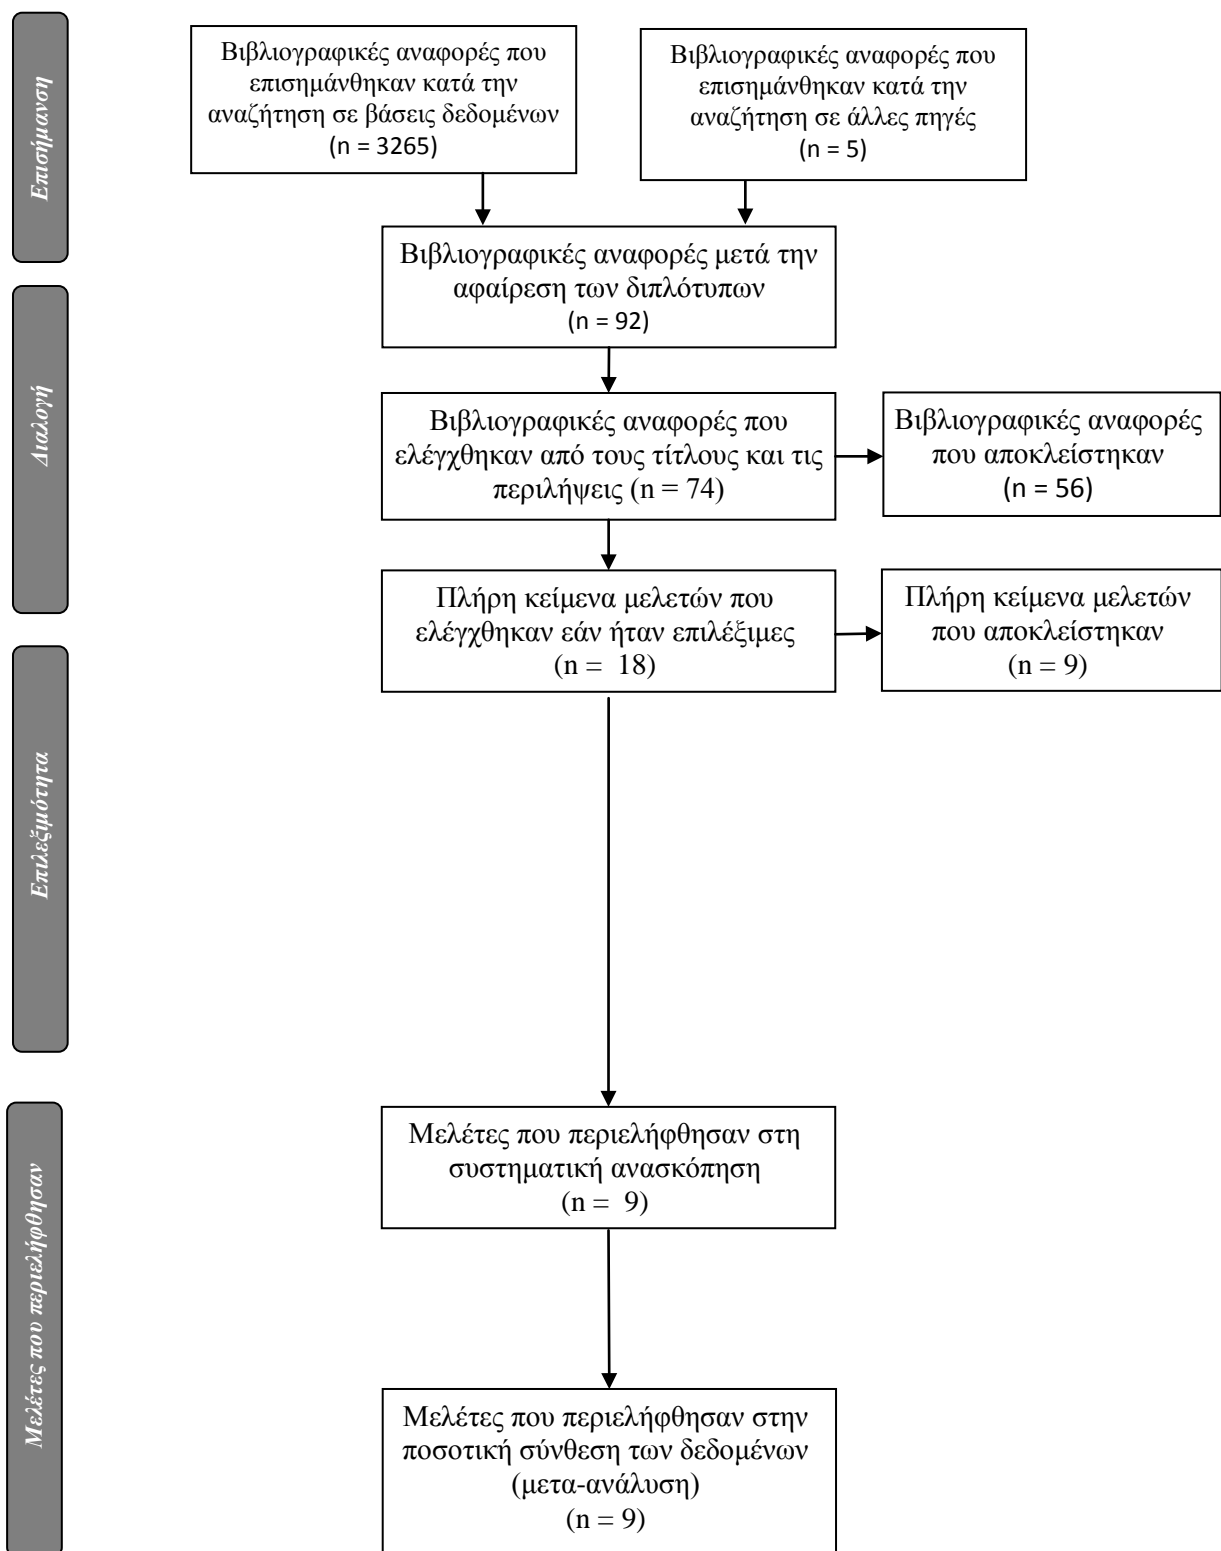 Επισήμανση
Βιβλιογραφικές αναφορές που
επισημάνθηκαν κατά την
αναζήτηση σε βάσεις δεδομένων
(n = 3265)
Βιβλιογραφικές αναφορές που
επισημάνθηκαν κατά την
αναζήτηση σε άλλες πηγές
(n = 5)
Βιβλιογραφικές αναφορές μετά την
αφαίρεση των διπλότυπων
(n = 92)
Διαλογή
Βιβλιογραφικές αναφορές που
ελέγχθηκαν από τους τίτλους και τις
περιλήψεις (n = 74)
Βιβλιογραφικές αναφορές
που αποκλείστηκαν
(n = 56)
Πλήρη κείμενα μελετών που
ελέγχθηκαν εάν ήταν επιλέξιμες
(n = 18)
Πλήρη κείμενα μελετών
που αποκλείστηκαν
(n = 9)
Επιλεξιμότητα
Μελέτες που περιελήφθησαν
Μελέτες που περιελήφθησαν στη
συστηματική ανασκόπηση
(n = 9)
Μελέτες που περιελήφθησαν στην
ποσοτική σύνθεση των δεδομένων
(μετα-ανάλυση)
(n = 9)